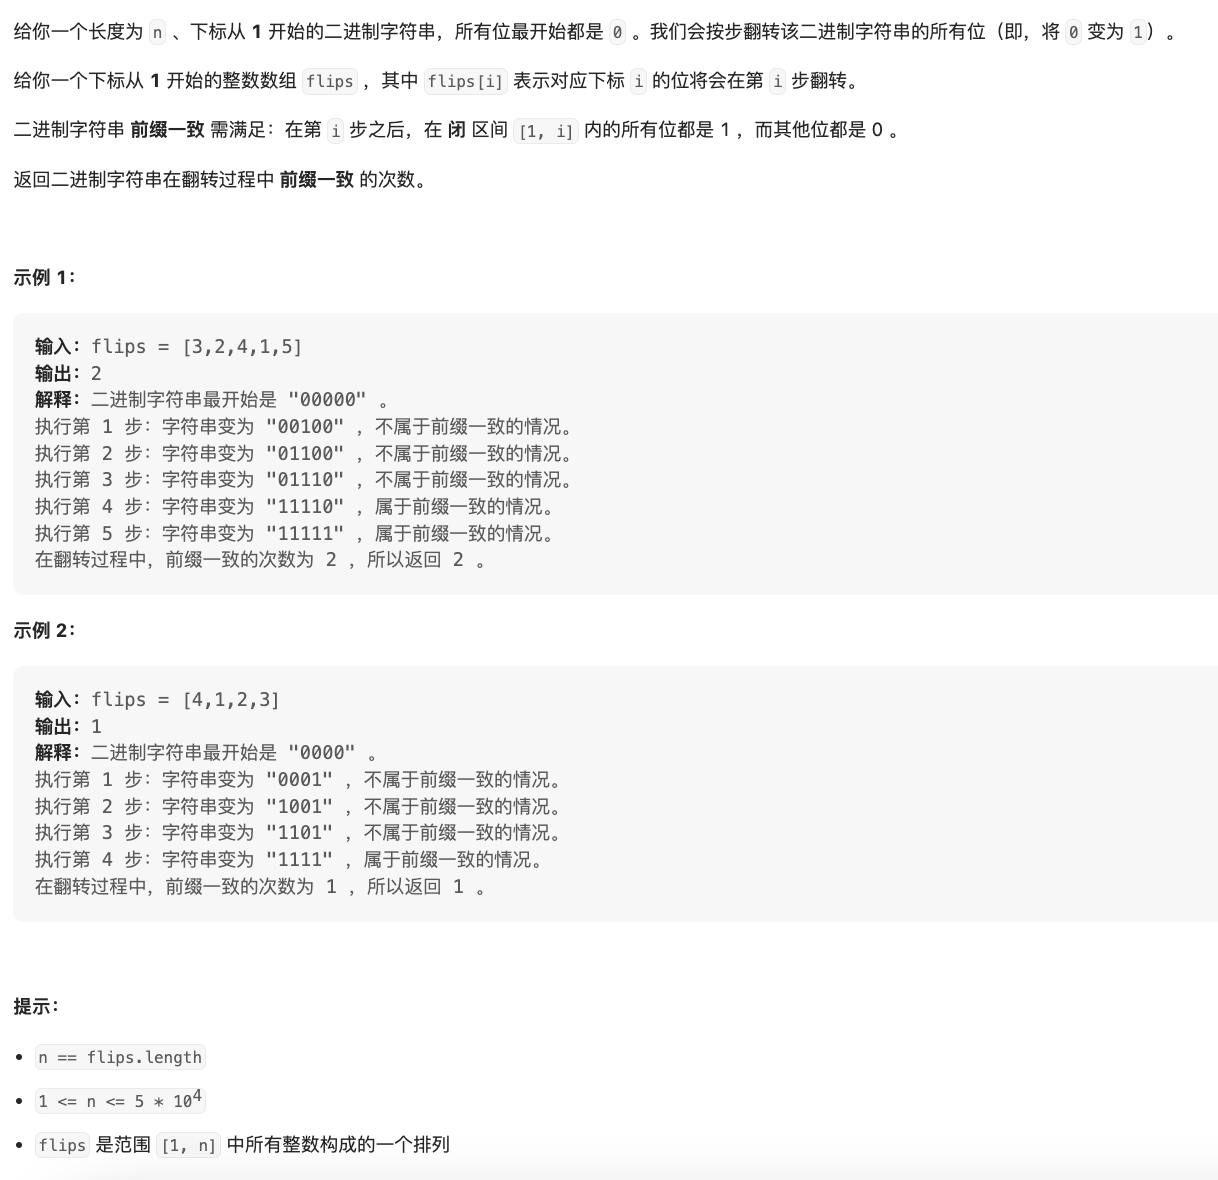 给你一个长度为 n 、下标从 1 开始的二进制字符串，所有位最开始都是 0 。我们会按步翻转该二进制字符串的所有位（即，将 0 变为 1）。
给你一个下标从 1 开始的整数数组 flips ，其中 flips[i] 表示对应下标 i 的位将会在第 i 步翻转。
二进制字符串 前缀一致 需满足：在第 i 步之后，在 闭 区间 [1, i] 内的所有位都是 1 ，而其他位都是 0 。
返回二进制字符串在翻转过程中 前缀一致 的次数。
示例 1：
输入：flips = [3,2,4,1,5]
输出：2
解释：二进制字符串最开始是 "00000" 。
执行第 1 步：字符串变为 "00100" ，不属于前缀一致的情况。
执行第 2 步：字符串变为 "01100" ，不属于前缀一致的情况。
执行第 3 步：字符串变为 "01110" ，不属于前缀一致的情况。
执行第 4 步：字符串变为 "11110" ，属于前缀一致的情况。
执行第 5 步：字符串变为 "11111" ，属于前缀一致的情况。
在翻转过程中，前缀一致的次数为 2 ，所以返回 2 。
示例 2：
输入：flips = [4,1,2,3]
输出：1
解释：二进制字符串最开始是 "0000" 。
执行第 1 步：字符串变为 "0001" ，不属于前缀一致的情况。
执行第 2 步：字符串变为 "1001" ，不属于前缀一致的情况。
执行第 3 步：字符串变为 "1101" ，不属于前缀一致的情况。
执行第 4 步：字符串变为 "1111" ，属于前缀一致的情况。
在翻转过程中，前缀一致的次数为 1 ，所以返回 1 。
提示：
• n == flips.length
• 1 <= n <= 5 * 10⁴
• flips 是范围 [1, n] 中所有整数构成的一个排列